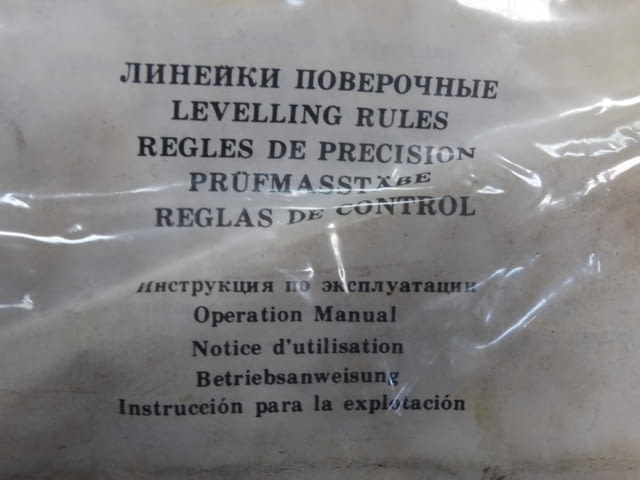 ЛИНЕЙКИ ПОВЕРОЧНЫЕ
LEVELLING RULES
REGLES DE PRECISION
PRÜFMASSTÄBE
REGLAS DE CONTROL
Инструкция по эксплуатации
Operation Manual
Notice d'utilisation
Betriebsanweisung
Instrucción para la explotación